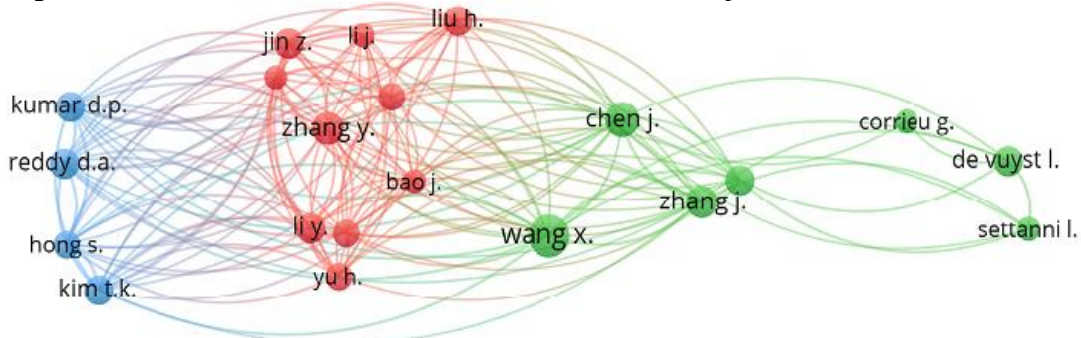 liu h.
jin z.
li j.
kumar d.p.
zhang y.
chen j.
corrieu g.
reddy d.a.
de vuyst l.
bao j.
zhang j.
hong s.
li y.
wang x.
settanni l.
kim t.k.
yu h.